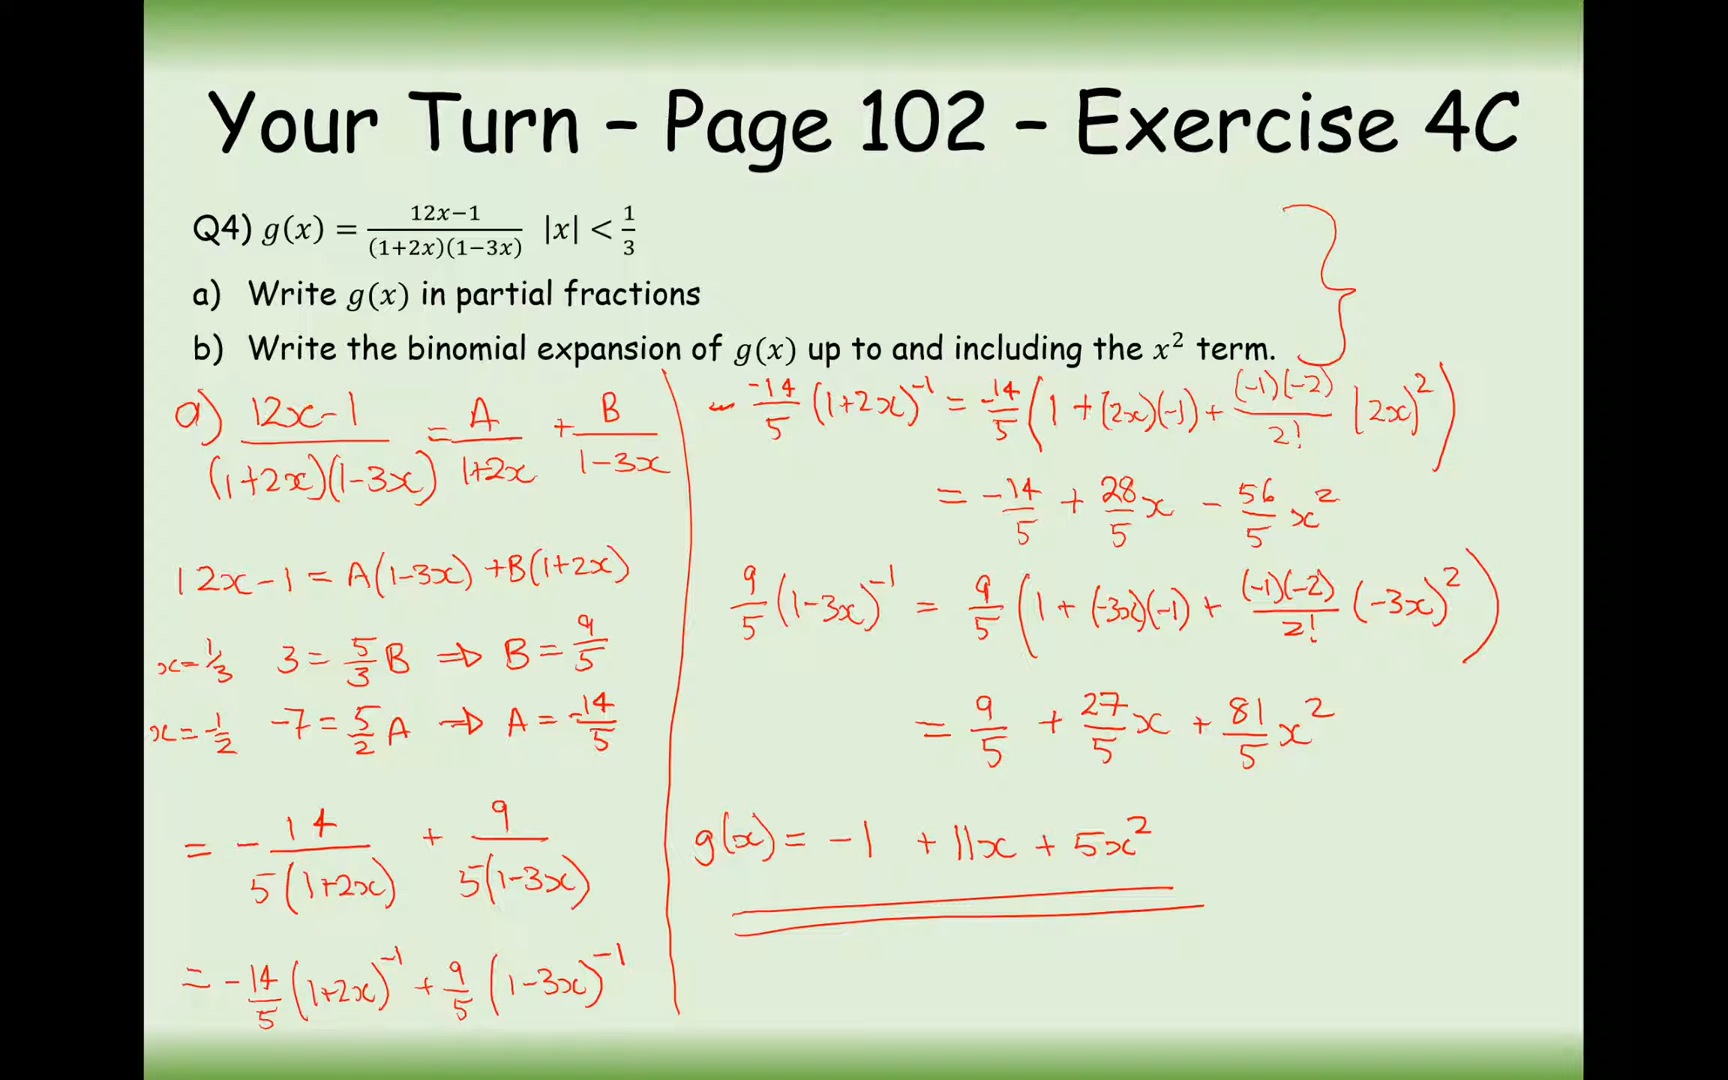 Your Turn – Page 102 – Exercise 4C
Q4) g(x) = (12x−1)/((1+2x)(1−3x)) |x| < 1/3
a) Write g(x) in partial fractions
b) Write the binomial expansion of g(x) up to and including the x² term.
a) (12x-1)/((1+2x)(1-3x)) = A/(1+2x) + B/(1-3x)
12x-1 = A(1-3x) + B(1+2x)
x=1/3 3 = 5/3 B ⇒ B = 9/5
x=-1/2 -7 = 5/2 A ⇒ A = -14/5
= - 14/(5(1+2x)) + 9/(5(1-3x))
= -14/5 (1+2x)^-1 + 9/5 (1-3x)^-1
-14/5 (1+2x)^-1 = -14/5 (1 + (2x)(-1) + (-1)(-2)/2! (2x)²)
= -14/5 + 28/5 x - 56/5 x²
9/5 (1-3x)^-1 = 9/5 (1 + (-3x)(-1) + (-1)(-2)/2! (-3x)²)
= 9/5 + 27/5 x + 81/5 x²
g(x) = -1 + 11x + 5x²